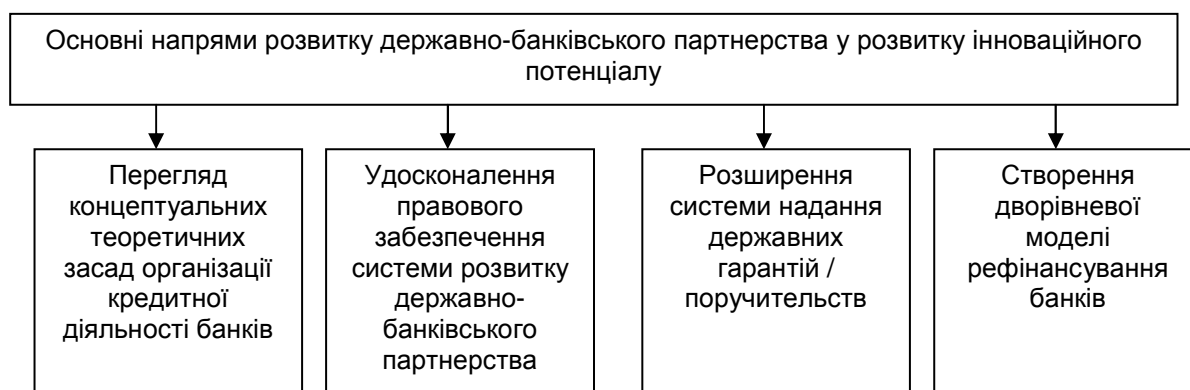 Основні напрями розвитку державно-банківського партнерства у розвитку інноваційного
потенціалу
Перегляд
концептуальних
теоретичних
засад організації
кредитної
діяльності банків
Удосконалення
правового
забезпечення
системи розвитку
державно-
банківського
партнерства
Розширення
системи надання
державних
гарантій /
поручительств
Створення
дворівневої
моделі
рефінансування
банків